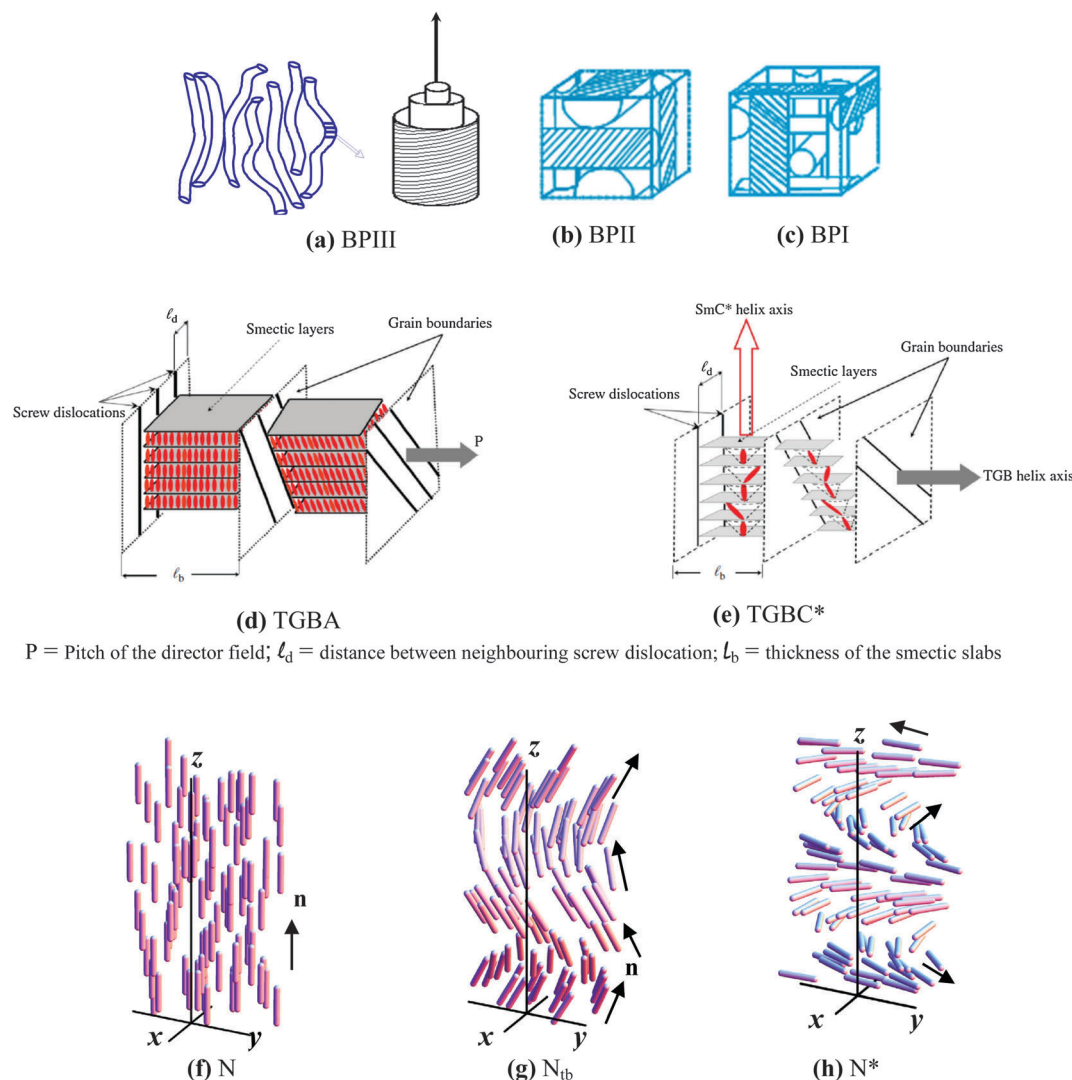 (a) BPIII
(b) BPII
(c) BPI
ℓd
Smectic layers
Grain boundaries
Screw dislocations
P
ℓb
(d) TGBA
SmC* helix axis
ℓd
Grain boundaries
Smectic layers
Screw dislocations
TGB helix axis
ℓb
(e) TGBC*
P = Pitch of the director field; ℓd = distance between neighbouring screw dislocation; ℓb = thickness of the smectic slabs
z
n
x
y
(f) N
z
n
x
y
(g) Ntb
z
x
y
(h) N*